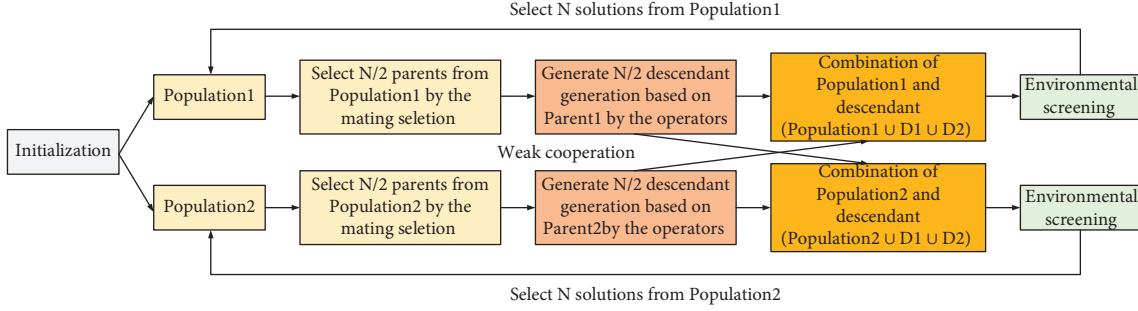 Select N solutions from Population1
Initialization
Population1
Select N/2 parents from
Population1 by the
mating seletion
Generate N/2 descendant
generation based on
Parent1 by the operators
Combination of
Population1 and
descendant
(Population1 ∪ D1 ∪ D2)
Environmental
screening
Weak cooperation
Population2
Select N/2 parents from
Population2 by the
mating seletion
Generate N/2 descendant
generation based on
Parent2by the operators
Combination of
Population2 and
descendant
(Population2 ∪ D1 ∪ D2)
Environmental
screening
Select N solutions from Population2